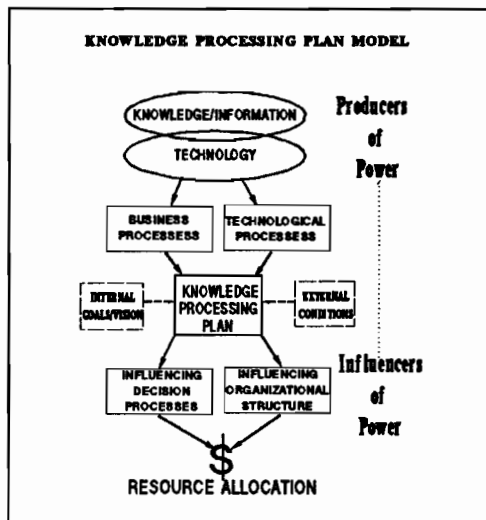 KNOWLEDGE PROCESSING PLAN MODEL
KNOWLEDGE/INFORMATION
TECHNOLOGY
Producers
of
Power
BUSINESS
PROCESSESS
TECHNOLOGICAL
PROCESSESS
INTERNAL
GOALS/VISION
KNOWLEDGE
PROCESSING
PLAN
EXTERNAL
CONDITIONS
INFLUENCING
DECISION
PROCESSES
INFLUENCING
ORGANIZATIONAL
STRUCTURE
Influencers
of
Power
$
RESOURCE ALLOCATION